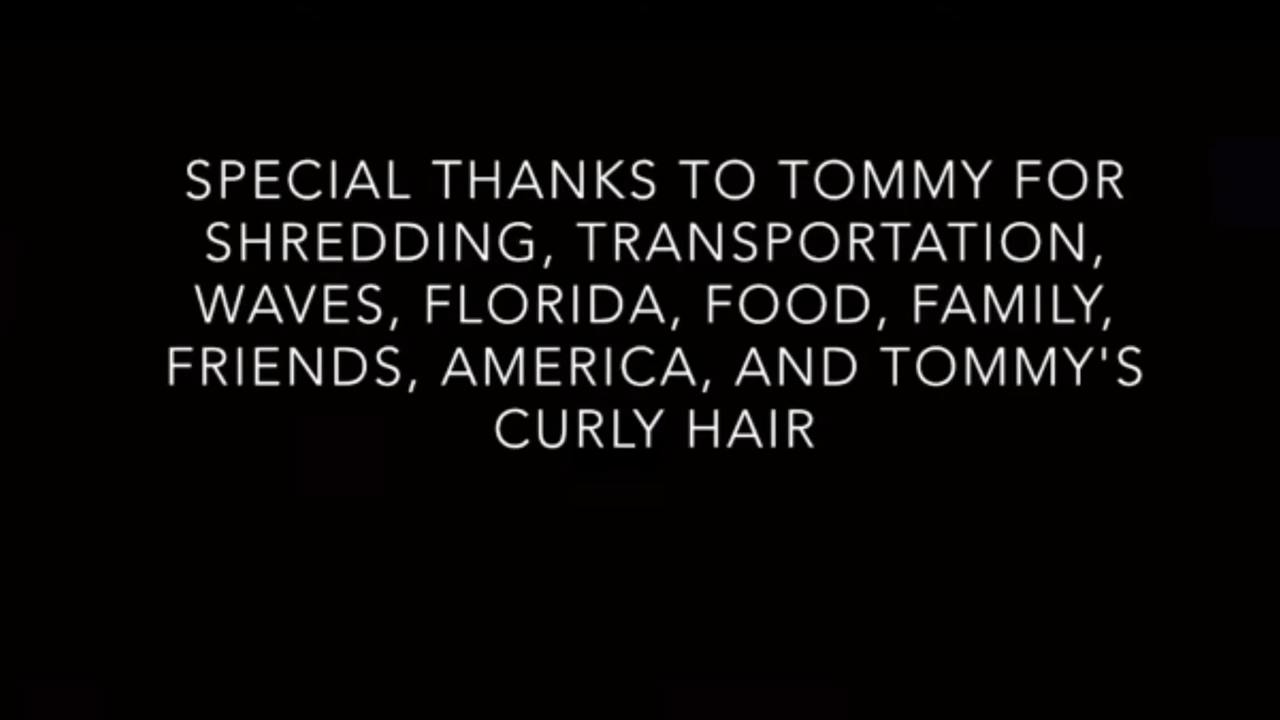 SPECIAL THANKS TO TOMMY FOR
SHREDDING, TRANSPORTATION,
WAVES, FLORIDA, FOOD, FAMILY,
FRIENDS, AMERICA, AND TOMMY'S
CURLY HAIR